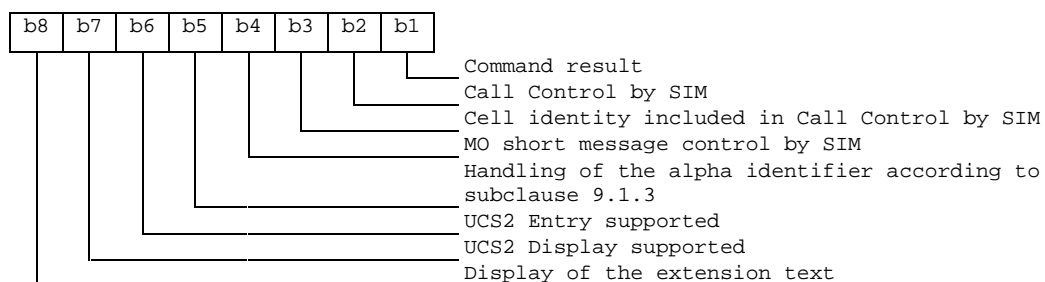 b8 b7 b6 b5 b4 b3 b2 b1
Command result
Call Control by SIM
Cell identity included in Call Control by SIM
MO short message control by SIM
Handling of the alpha identifier according to
subclause 9.1.3
UCS2 Entry supported
UCS2 Display supported
Display of the extension text